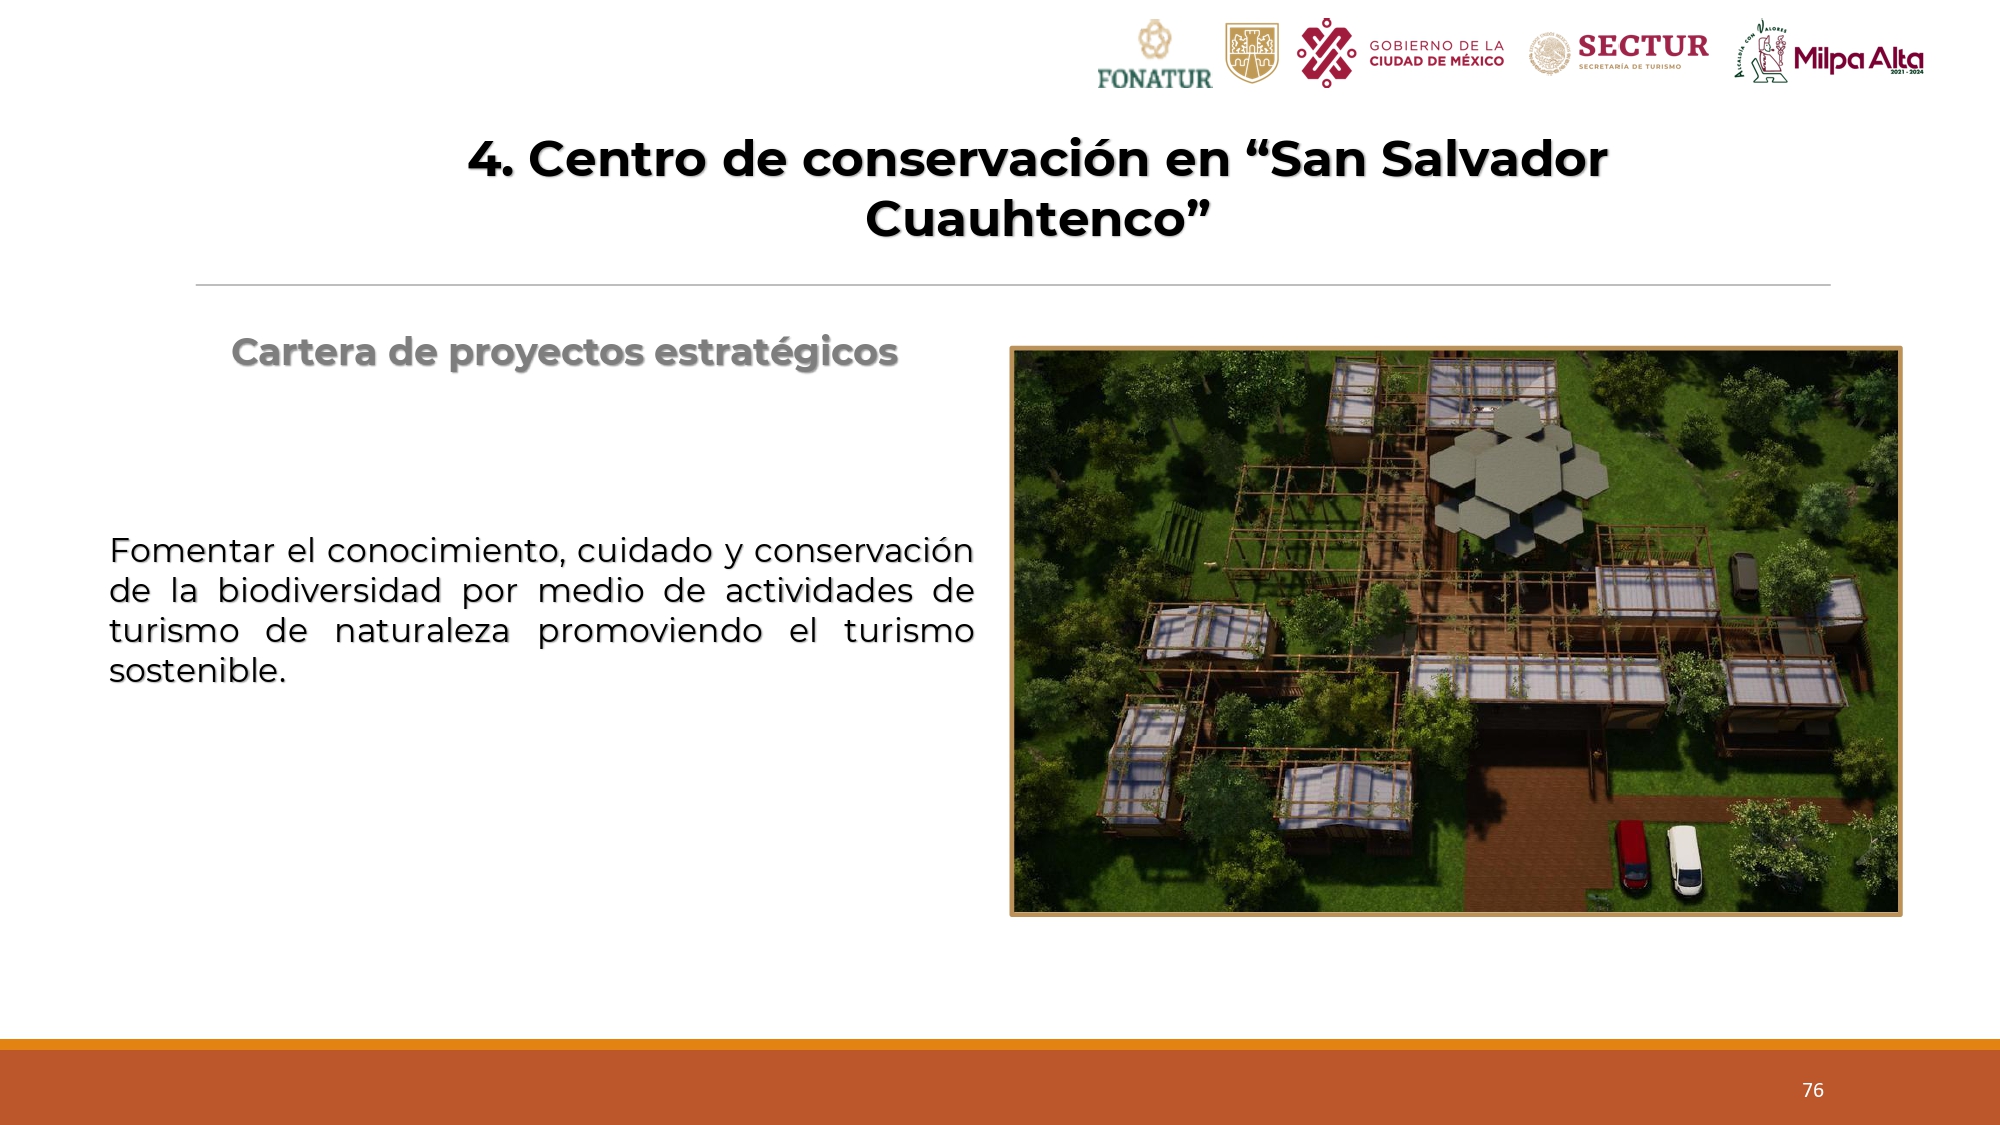 FONATUR
GOBIERNO DE LA
CIUDAD DE MÉXICO
SECTUR
SECRETARÍA DE TURISMO
ALCALDÍA CON VALORES
Milpa Alta
2021 - 2024
4. Centro de conservación en “San Salvador
Cuauhtenco”
Cartera de proyectos estratégicos
Fomentar el conocimiento, cuidado y conservación
de la biodiversidad por medio de actividades de
turismo de naturaleza promoviendo el turismo
sostenible.
76